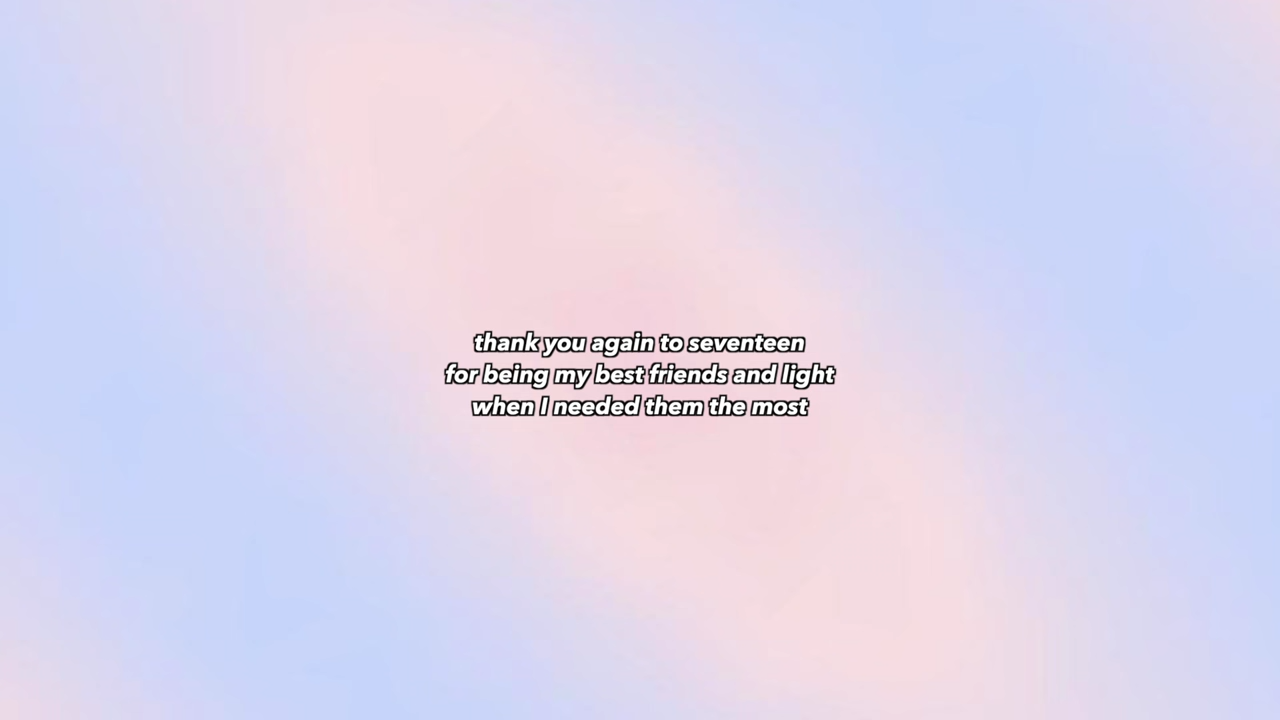 thank you again to seventeen
for being my best friends and light
when I needed them the most